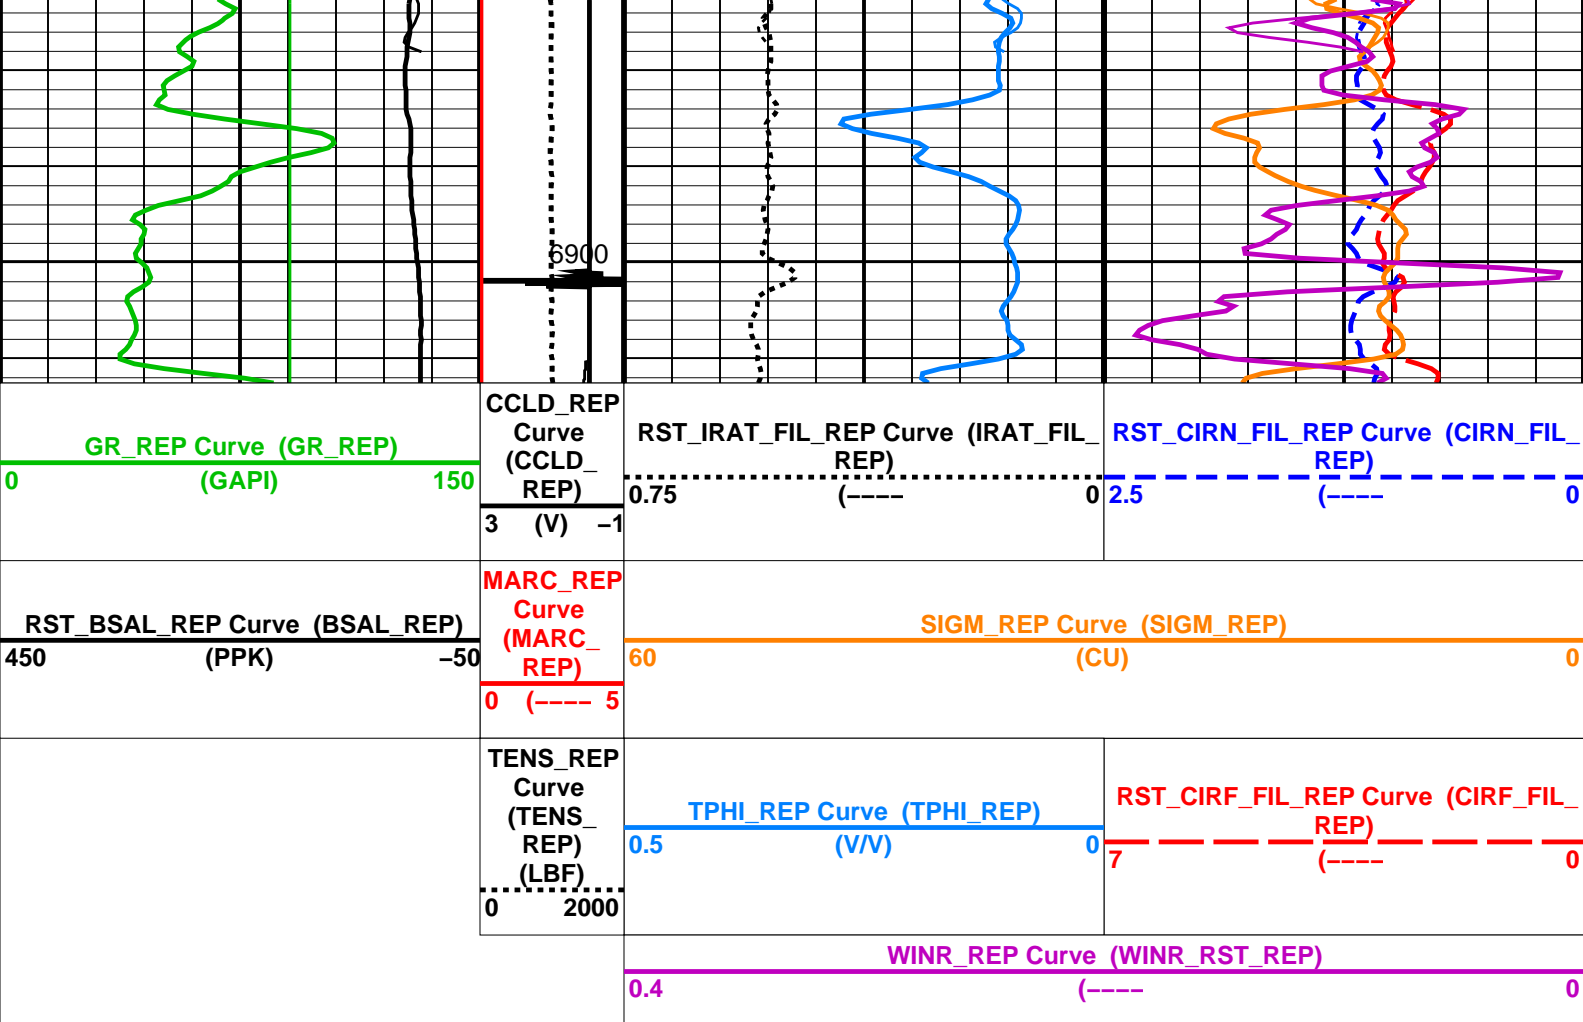 6900
GR_REP Curve (GR_REP)
0 (GAPI) 150
CCLD_REP
Curve
(CCLD_
REP)
3 (V) –1
RST_IRAT_FIL_REP Curve (IRAT_FIL_
REP)
0.75 (–––– 0
RST_CIRN_FIL_REP Curve (CIRN_FIL_
REP)
2.5 (–––– 0
RST_BSAL_REP Curve (BSAL_REP)
450 (PPK) –50
MARC_REP
Curve
(MARC_
REP)
0 (–––– 5
SIGM_REP Curve (SIGM_REP)
60 (CU) 0
TENS_REP
Curve
(TENS_
REP)
(LBF)
0 2000
TPHI_REP Curve (TPHI_REP)
0.5 (V/V) 0
RST_CIRF_FIL_REP Curve (CIRF_FIL_
REP)
7 (–––– 0
WINR_REP Curve (WINR_RST_REP)
0.4 (–––– 0